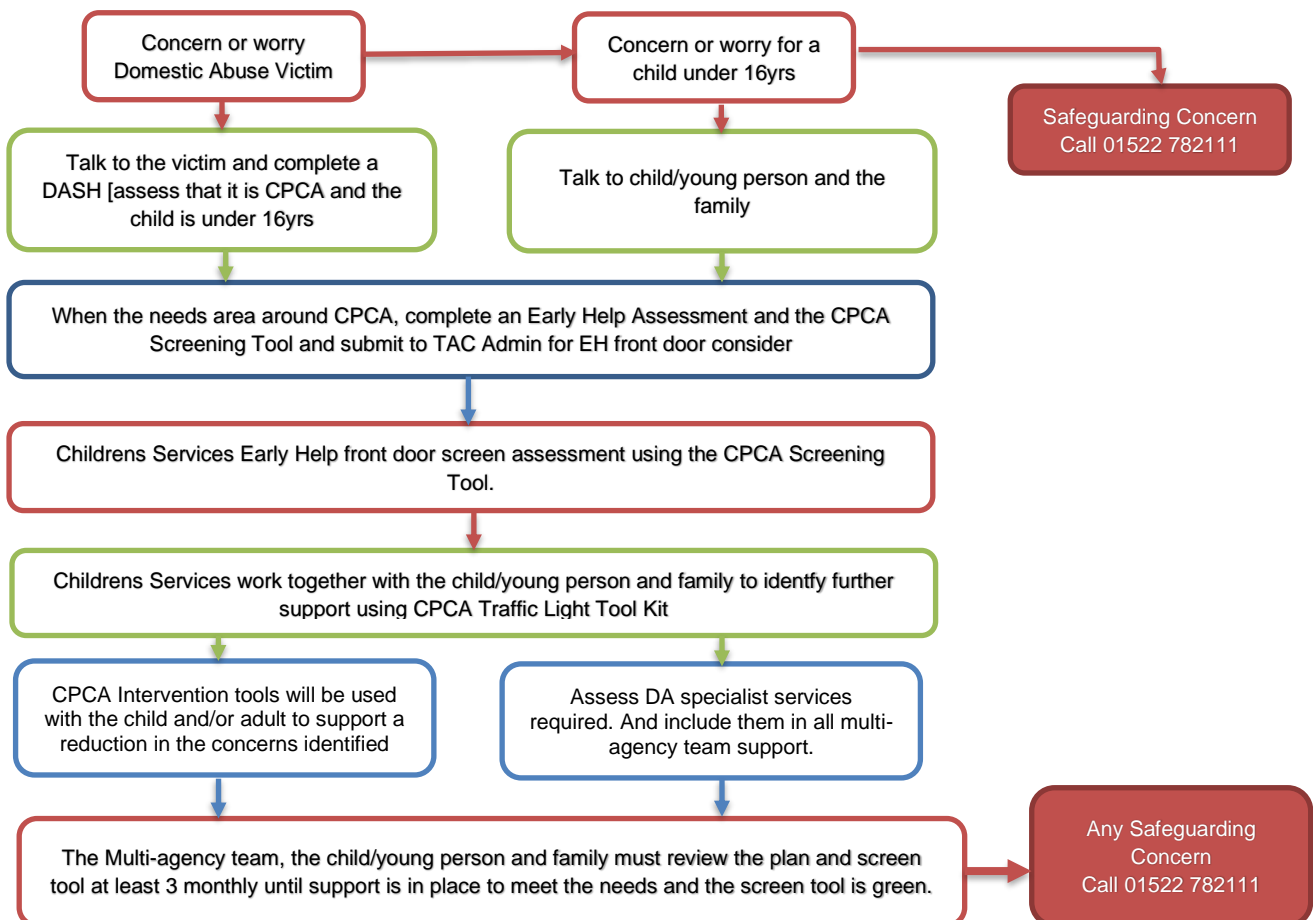 Concern or worry
Domestic Abuse Victim
Concern or worry for a
child under 16yrs
Safeguarding Concern
Call 01522 782111
Talk to the victim and complete a
DASH [assess that it is CPCA and the
child is under 16yrs
Talk to child/young person and the
family
When the needs area around CPCA, complete an Early Help Assessment and the CPCA
Screening Tool and submit to TAC Admin for EH front door consider
Childrens Services Early Help front door screen assessment using the CPCA Screening
Tool.
Childrens Services work together with the child/young person and family to identfy further
support using CPCA Traffic Light Tool Kit
CPCA Intervention tools will be used
with the child and/or adult to support a
reduction in the concerns identified
Assess DA specialist services
required. And include them in all multi-
agency team support.
The Multi-agency team, the child/young person and family must review the plan and screen
tool at least 3 monthly until support is in place to meet the needs and the screen tool is green.
Any Safeguarding
Concern
Call 01522 782111